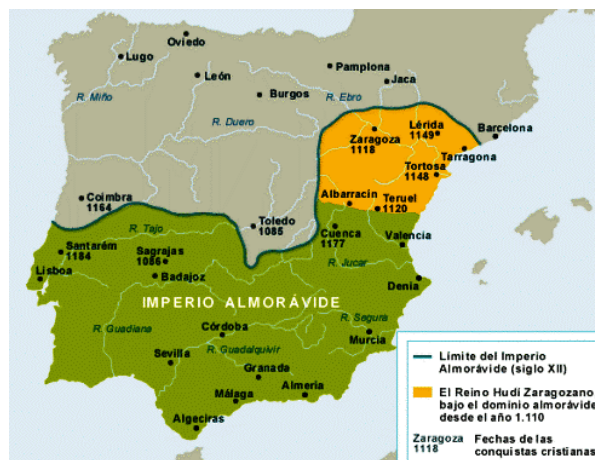 Oviedo
Lugo
León
Pamplona
Jaca
R. Miño
Burgos
R. Ebro
R. Duero
Lérida
1149
Zaragoza
1118
Barcelona
Tarragona
Tortosa
1148
Coimbra
1164
Albarracín
Teruel
1120
Toledo
1085
R. Tajo
Cuenca
1177
Valencia
Santarém
1184
Sagrajas
1086
R. Jucar
Lisboa
Badajoz
Denia
IMPERIO ALMORÁVIDE
R. Guadiana
Córdoba
R. Segura
Murcia
Sevilla
R. Guadalquivir
Granada
Málaga
Almería
Algeciras
Límite del Imperio
Almorávide (siglo XII)
El Reino Hudí Zaragozano
bajo el dominio almorávide
desde el año 1.110
Zaragoza
1118
Fechas de las
conquistas cristianas